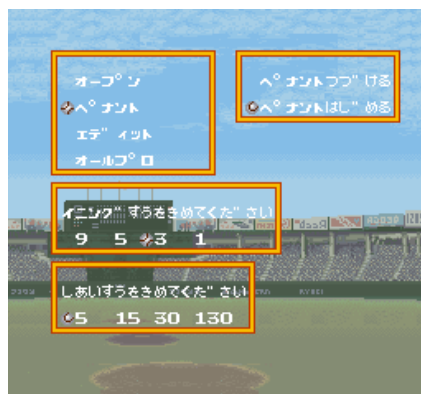 オープン
ペナント
エディット
オールプロ
ペナントつづける
ペナントはじめる
イニングすうをきめてください
9 5 3 1
しあいすうをきめてください
5 15 30 130